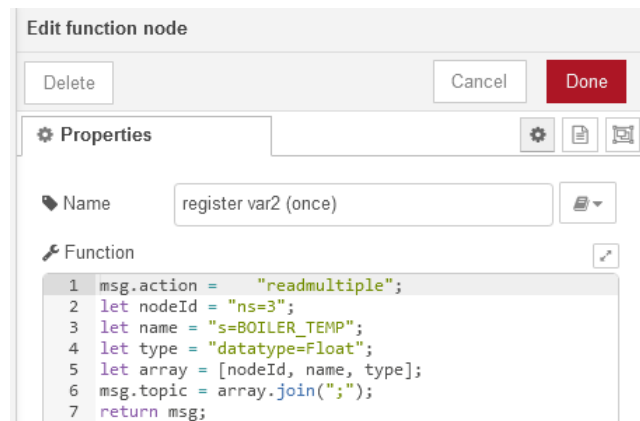 Edit function node
Delete Cancel Done
Properties
Name register var2 (once)
Function
1 msg.action =    "readmultiple";
2 let nodeId = "ns=3";
3 let name = "s=BOILER_TEMP";
4 let type = "datatype=Float";
5 let array = [nodeId, name, type];
6 msg.topic = array.join(";");
7 return msg;